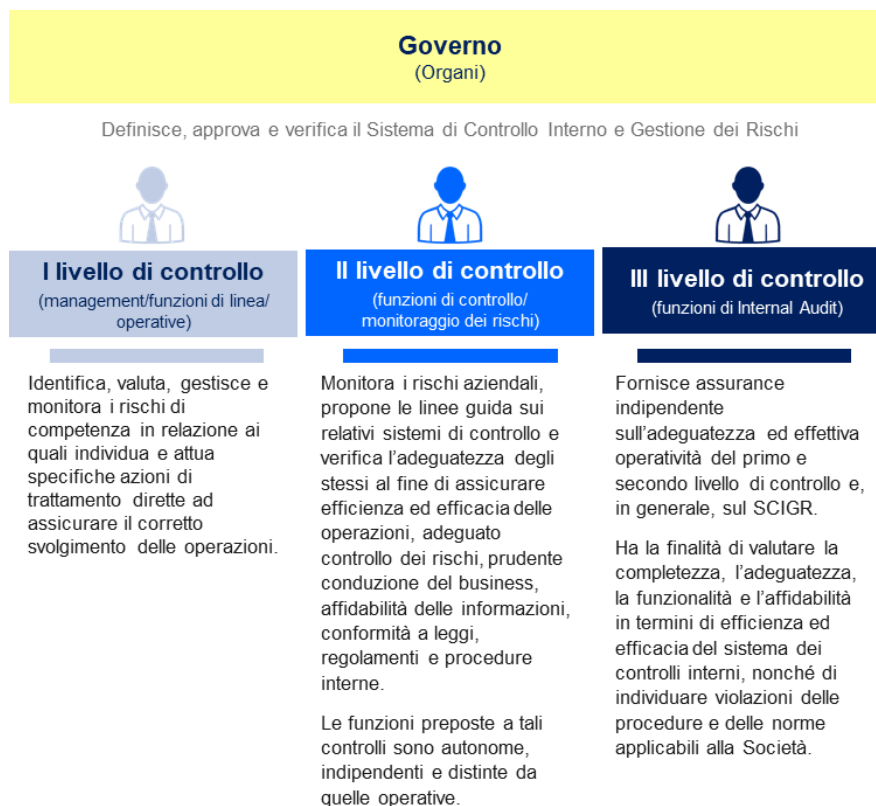 Governo
(Organi)
Definisce, approva e verifica il Sistema di Controllo Interno e Gestione dei Rischi
I livello di controllo
(management/funzioni di linea/
operative)
Identifica, valuta, gestisce e
monitora i rischi di
competenza in relazione ai
quali individua e attua
specifiche azioni di
trattamento dirette ad
assicurare il corretto
svolgimento delle operazioni.
II livello di controllo
(funzioni di controllo/
monitoraggio dei rischi)
Monitora i rischi aziendali,
propone le linee guida sui
relativi sistemi di controllo e
verifica l'adeguatezza degli
stessi al fine di assicurare
efficienza ed efficacia delle
operazioni, adeguato
controllo dei rischi, prudente
conduzione del business,
affidabilità delle informazioni,
conformità a leggi,
regolamenti e procedure
interne.
Le funzioni preposte a tali
controlli sono autonome,
indipendenti e distinte da
quelle operative.
III livello di controllo
(funzioni di Internal Audit)
Fornisce assurance
indipendente
sull'adeguatezza ed effettiva
operatività del primo e
secondo livello di controllo e,
in generale, sul SCIGR.
Ha la finalità di valutare la
completezza, l'adeguatezza,
la funzionalità e l'affidabilità
in termini di efficienza ed
efficacia del sistema dei
controlli interni, nonché di
individuare violazioni delle
procedure e delle norme
applicabili alla Società.